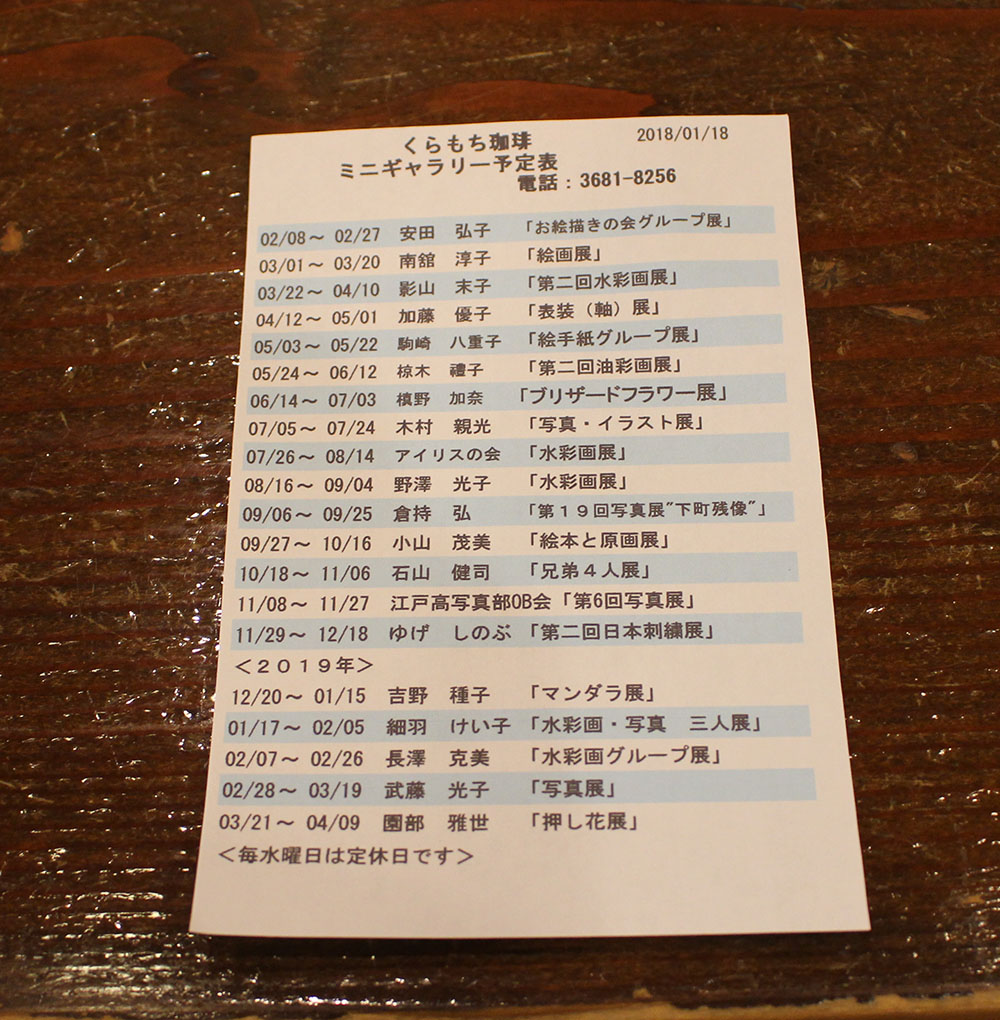 くらもち珈琲 2018/01/18
ミニギャラリー予定表
電話：3681-8256
02/08～ 02/27 安田 弘子 「お絵描きの会グループ展」
03/01～ 03/20 南舘 淳子 「絵画展」
03/22～ 04/10 影山 末子 「第二回水彩画展」
04/12～ 05/01 加藤 優子 「表装（軸）展」
05/03～ 05/22 駒崎 八重子 「絵手紙グループ展」
05/24～ 06/12 椋木 禮子 「第二回油彩画展」
06/14～ 07/03 槙野 加奈 「ブリザードフラワー展」
07/05～ 07/24 木村 親光 「写真・イラスト展」
07/26～ 08/14 アイリスの会 「水彩画展」
08/16～ 09/04 野澤 光子 「水彩画展」
09/06～ 09/25 倉持 弘 「第１９回写真展"下町残像"」
09/27～ 10/16 小山 茂美 「絵本と原画展」
10/18～ 11/06 石山 健司 「兄弟４人展」
11/08～ 11/27 江戸高写真部OB会「第6回写真展」
11/29～ 12/18 ゆげ しのぶ 「第二回日本刺繍展」
＜２０１９年＞
12/20～ 01/15 吉野 種子 「マンダラ展」
01/17～ 02/05 細羽 けい子 「水彩画・写真 三人展」
02/07～ 02/26 長澤 克美 「水彩画グループ展」
02/28～ 03/19 武藤 光子 「写真展」
03/21～ 04/09 園部 雅世 「押し花展」
＜毎水曜日は定休日です＞